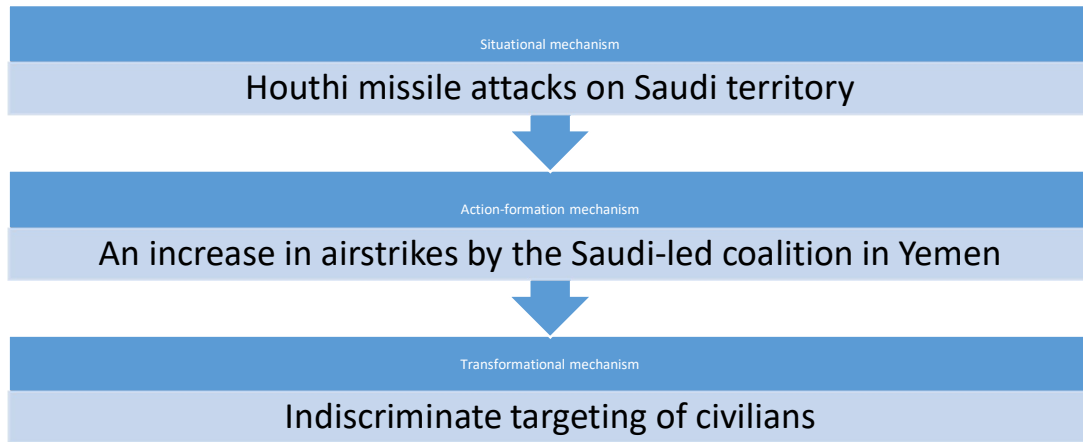 Situational mechanism
Houthi missile attacks on Saudi territory
Action-formation mechanism
An increase in airstrikes by the Saudi-led coalition in Yemen
Transformational mechanism
Indiscriminate targeting of civilians